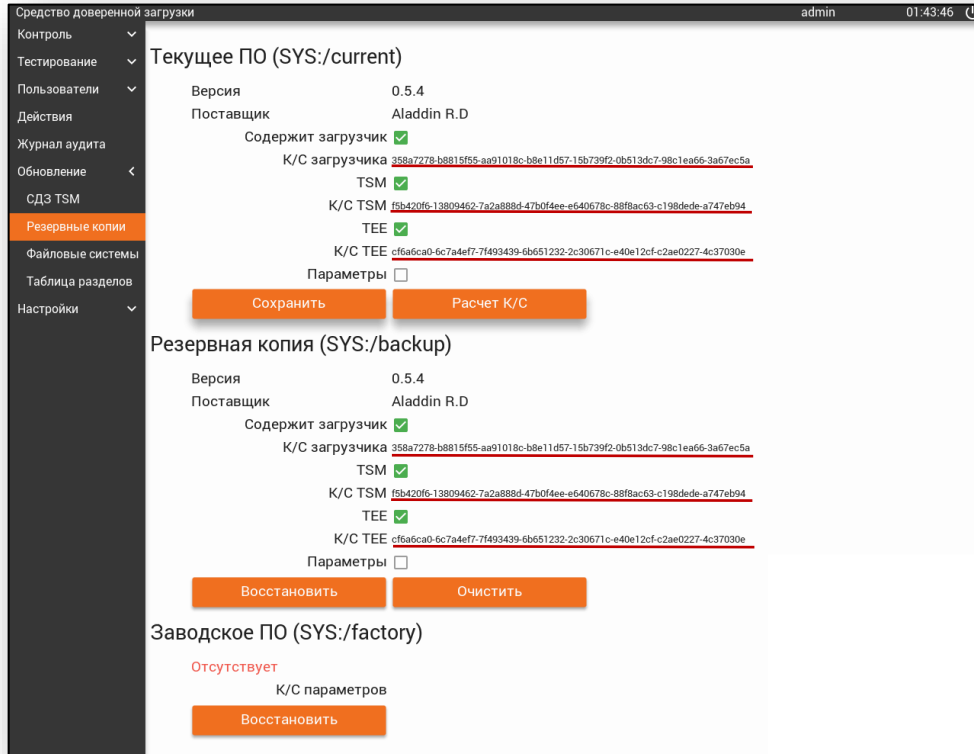 Средство доверенной загрузки admin 01:43:46
Контроль
Тестирование
Пользователи
Действия
Журнал аудита
Обновление
СДЗ TSM
Резервные копии
Файловые системы
Таблица разделов
Настройки
Текущее ПО (SYS:/current)
Версия 0.5.4
Поставщик Aladdin R.D
Содержит загрузчик
К/С загрузчика 358a7278-b8815f55-aa91018c-b8e11d57-15b739f2-0b513dc7-98c1ea66-3a67ec5a
TSM
К/С TSM f5b420f6-13809462-7a2a888d-47b0f4ee-e640678c-88f8ac63-c198dede-a747eb94
TEE
К/С TEE cf6a6ca0-6c7a4ef7-7f493439-6b651232-2c30671c-e40e12cf-c2ae0227-4c37030e
Параметры
Сохранить Расчет К/С
Резервная копия (SYS:/backup)
Версия 0.5.4
Поставщик Aladdin R.D
Содержит загрузчик
К/С загрузчика 358a7278-b8815f55-aa91018c-b8e11d57-15b739f2-0b513dc7-98c1ea66-3a67ec5a
TSM
К/С TSM f5b420f6-13809462-7a2a888d-47b0f4ee-e640678c-88f8ac63-c198dede-a747eb94
TEE
К/С TEE cf6a6ca0-6c7a4ef7-7f493439-6b651232-2c30671c-e40e12cf-c2ae0227-4c37030e
Параметры
Восстановить Очистить
Заводское ПО (SYS:/factory)
Отсутствует
К/С параметров
Восстановить